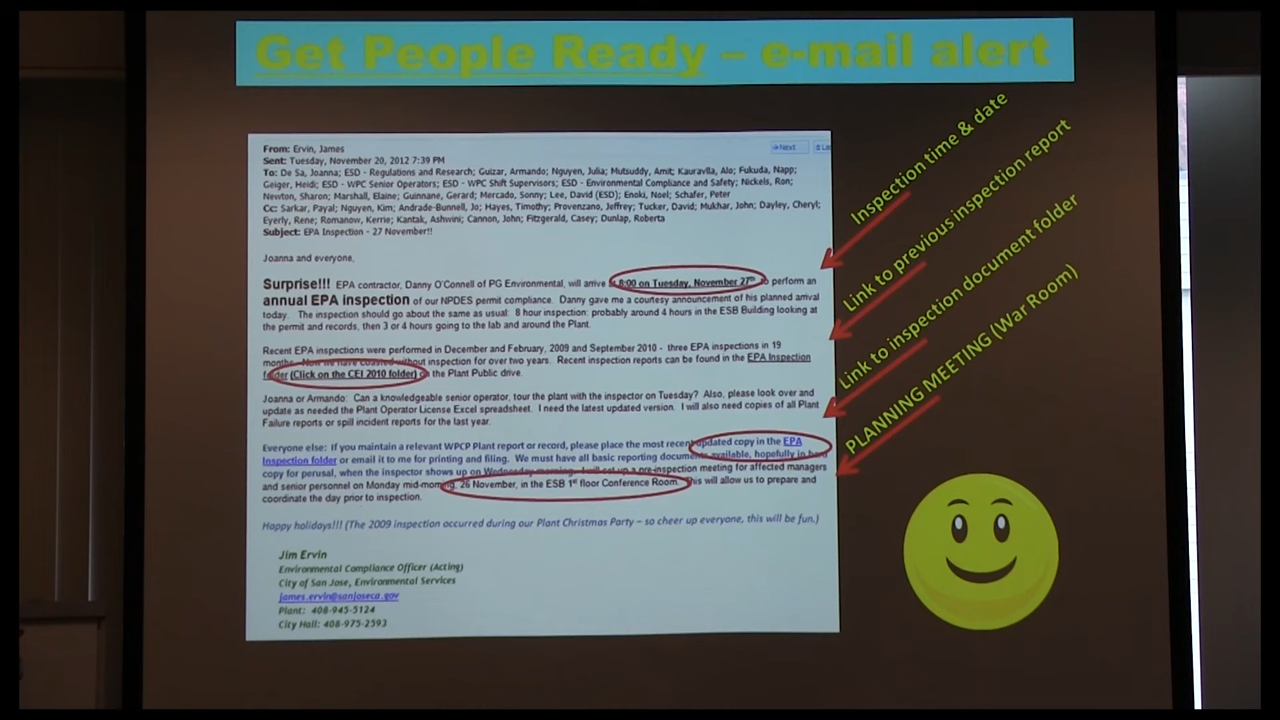 Get People Ready – e-mail alert
From: Ervin, James
Sent: Tuesday, November 20, 2012 7:39 PM
To: De Sa, Joanna; ESD - Regulations and Research; Guizar, Armando; Nguyen, Julia; Mutsuddy, Amit; Kauravlla, Alo; Fukuda, Napp;
Geiger, Heidi; ESD - WPC Senior Operators; ESD - WPC Shift Supervisors; ESD - Environmental Compliance and Safety; Nickels, Ron;
Newton, Sharon; Marshall, Elaine; Guinnane, Gerard; Mercado, Sonny; Lee, David (ESD); Enoki, Noel; Schafer, Peter
Cc: Sarkar, Payal; Nguyen, Kim; Andrade-Bunnell, Jo; Hayes, Timothy; Provenzano, Jeffrey; Tucker, David; Mukhar, John; Dayley, Cheryl;
Eyerly, Rene; Romanow, Kerrie; Kantak, Ashwini; Cannon, John; Fitzgerald, Casey; Dunlap, Roberta
Subject: EPA Inspection - 27 November!!
Next
Joanna and everyone,
Surprise!!! EPA contractor, Danny O'Connell of PG Environmental, will arrive 8:00 on Tuesday, November 27th to perform an
annual EPA inspection of our NPDES permit compliance. Danny gave me a courtesy announcement of his planned arrival
today. The inspection should go about the same as usual: 8 hour inspection: probably around 4 hours in the ESB Building looking at
the permit and records, then 3 or 4 hours going to the lab and around the Plant.
Recent EPA inspections were performed in December and February, 2009 and September 2010 - three EPA inspections in 19
months. Now we have coasted without inspection for over two years. Recent inspection reports can be found in the EPA Inspection
folder (Click on the CEI 2010 folder) on the Plant Public drive.
Joanna or Armando: Can a knowledgeable senior operator, tour the plant with the inspector on Tuesday? Also, please look over and
update as needed the Plant Operator License Excel spreadsheet. I need the latest updated version. I will also need copies of all Plant
Failure reports or spill incident reports for the last year.
Everyone else: If you maintain a relevant WPCP Plant report or record, please place the most recent updated copy in the EPA
Inspection folder or email it to me for printing and filing. We must have all basic reporting documents available, hopefully in hard
copy for perusal, when the inspector shows up on Wednesday morning. I will set up a pre-inspection meeting for affected managers
and senior personnel on Monday mid-morning, 26 November, in the ESB 1st floor Conference Room. This will allow us to prepare and
coordinate the day prior to inspection.
Happy holidays!!! (The 2009 inspection occurred during our Plant Christmas Party – so cheer up everyone, this will be fun.)
Jim Ervin
Environmental Compliance Officer (Acting)
City of San Jose, Environmental Services
james.ervin@sanjoseca.gov
Plant: 408-945-5124
City Hall: 408-975-2593
Inspection time & date
Link to previous inspection report
Link to inspection document folder
PLANNING MEETING (War Room)